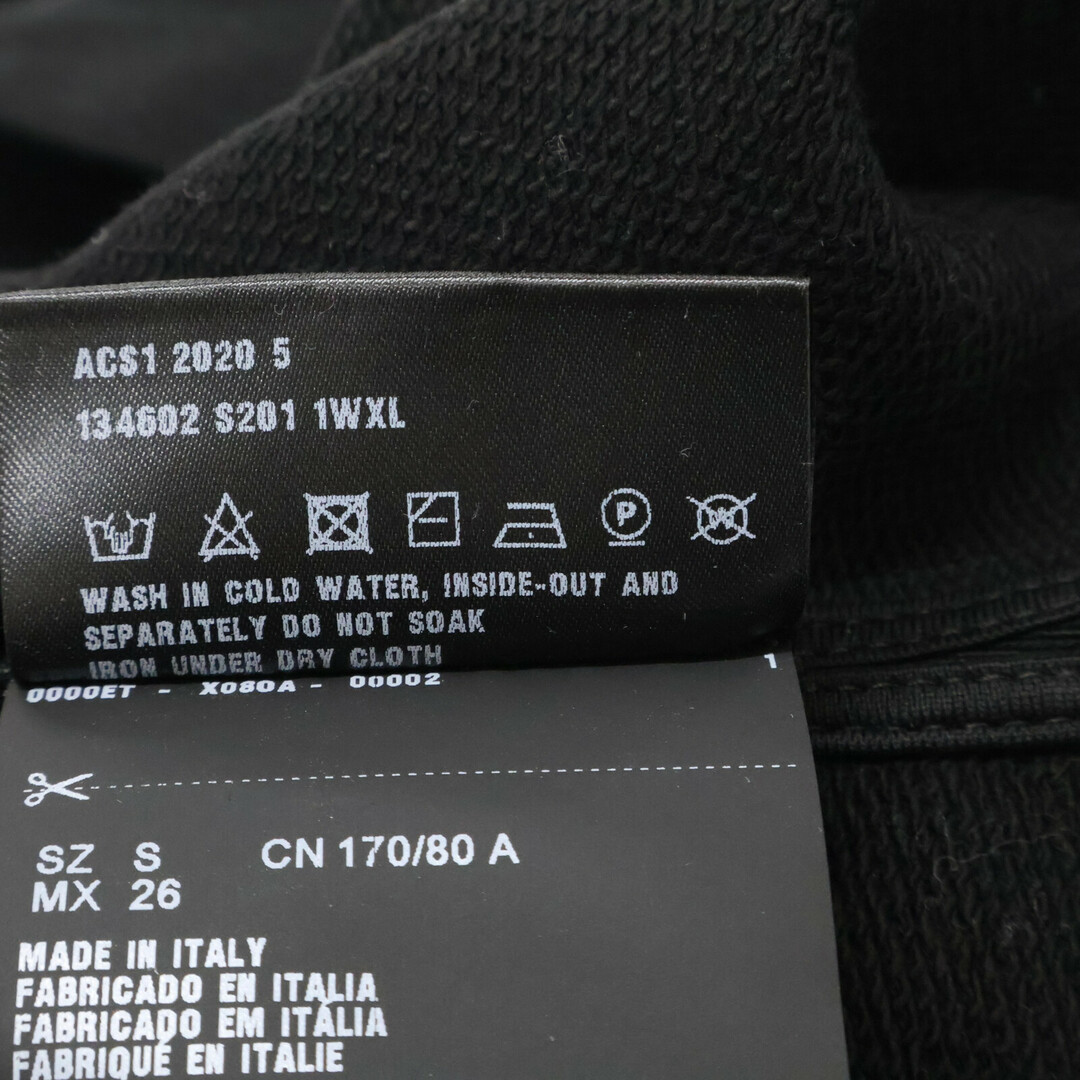 ACS1 2020 5
134602 S201 1WXL
P W
WASH IN COLD WATER, INSIDE-OUT AND
SEPARATELY DO NOT SOAK
IRON UNDER DRY CLOTH
0000ET - X080A - 00002 1
SZ S CN 170/80 A
MX 26
MADE IN ITALY
FABRICADO EN ITALIA
FABRICADO EM ITÁLIA
FABRIQUÉ EN ITALIE